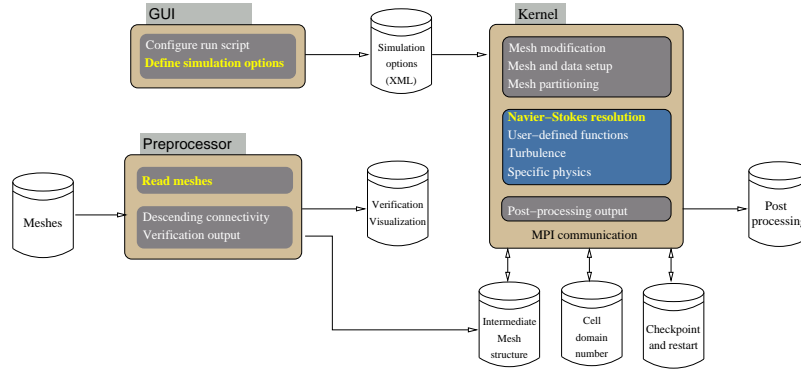 GUI
Configure run script
Define simulation options
Simulation
options
(XML)
Kernel
Mesh modification
Mesh and data setup
Mesh partitioning
Navier−Stokes resolution
User−defined functions
Turbulence
Specific physics
Post−processing output
MPI communication
Preprocessor
Read meshes
Descending connectivity
Verification output
Meshes
Verification
Visualization
Post
processing
Intermediate
Mesh
structure
Cell
domain
number
Checkpoint
and restart